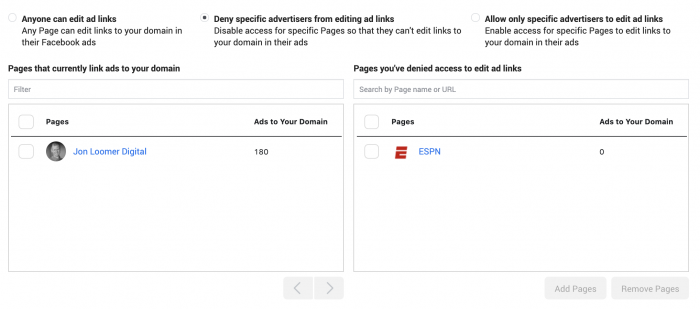 Anyone can edit ad links
Any Page can edit links to your domain in
their Facebook ads
Deny specific advertisers from editing ad links
Disable access for specific Pages so that they can't edit links to
your domain in their ads
Allow only specific advertisers to edit ad links
Enable access for specific Pages to edit links to
your domain in their ads
Pages that currently link ads to your domain
Filter
Pages
Ads to Your Domain
Jon Loomer Digital
180
Pages you've denied access to edit ad links
Search by Page name or URL
Pages
Ads to Your Domain
ESPN
0
Add Pages
Remove Pages